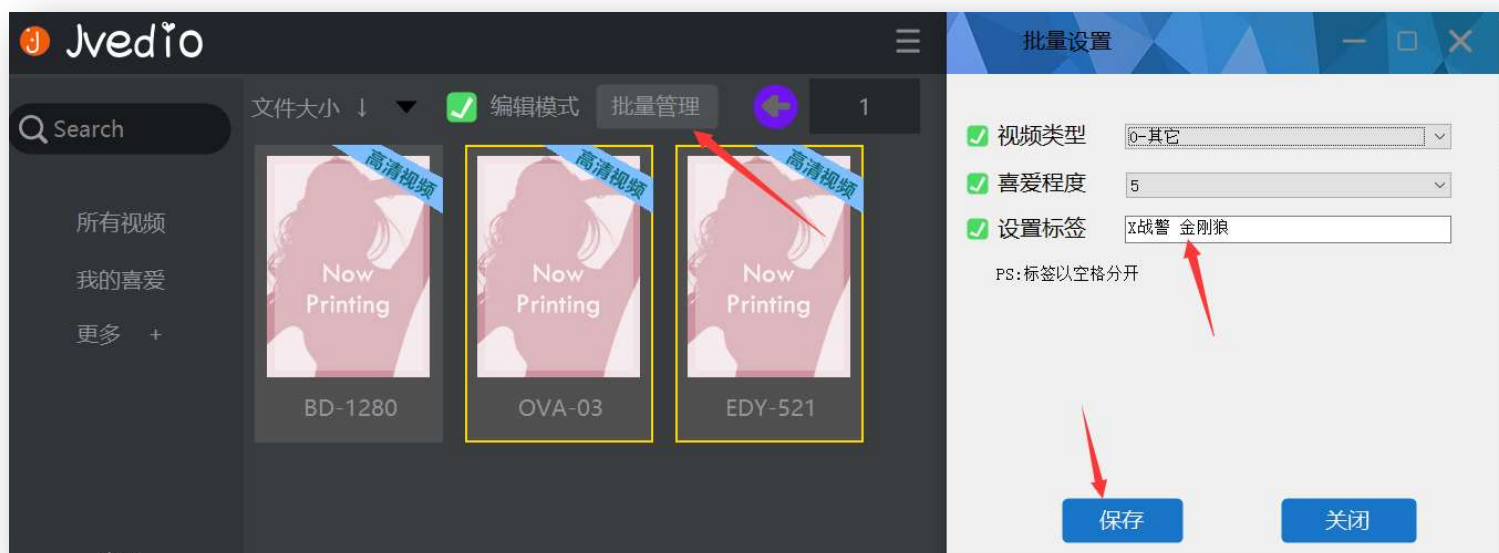 Jvedio
Search
所有视频
我的喜爱
更多 +
文件大小 ↓
编辑模式
批量管理
1
高清视频
Now
Printing
BD-1280
高清视频
Now
Printing
OVA-03
高清视频
Now
Printing
EDY-521
批量设置
视频类型 0-其它
喜爱程度 5
设置标签 X战警 金刚狼
PS:标签以空格分开
保存
关闭